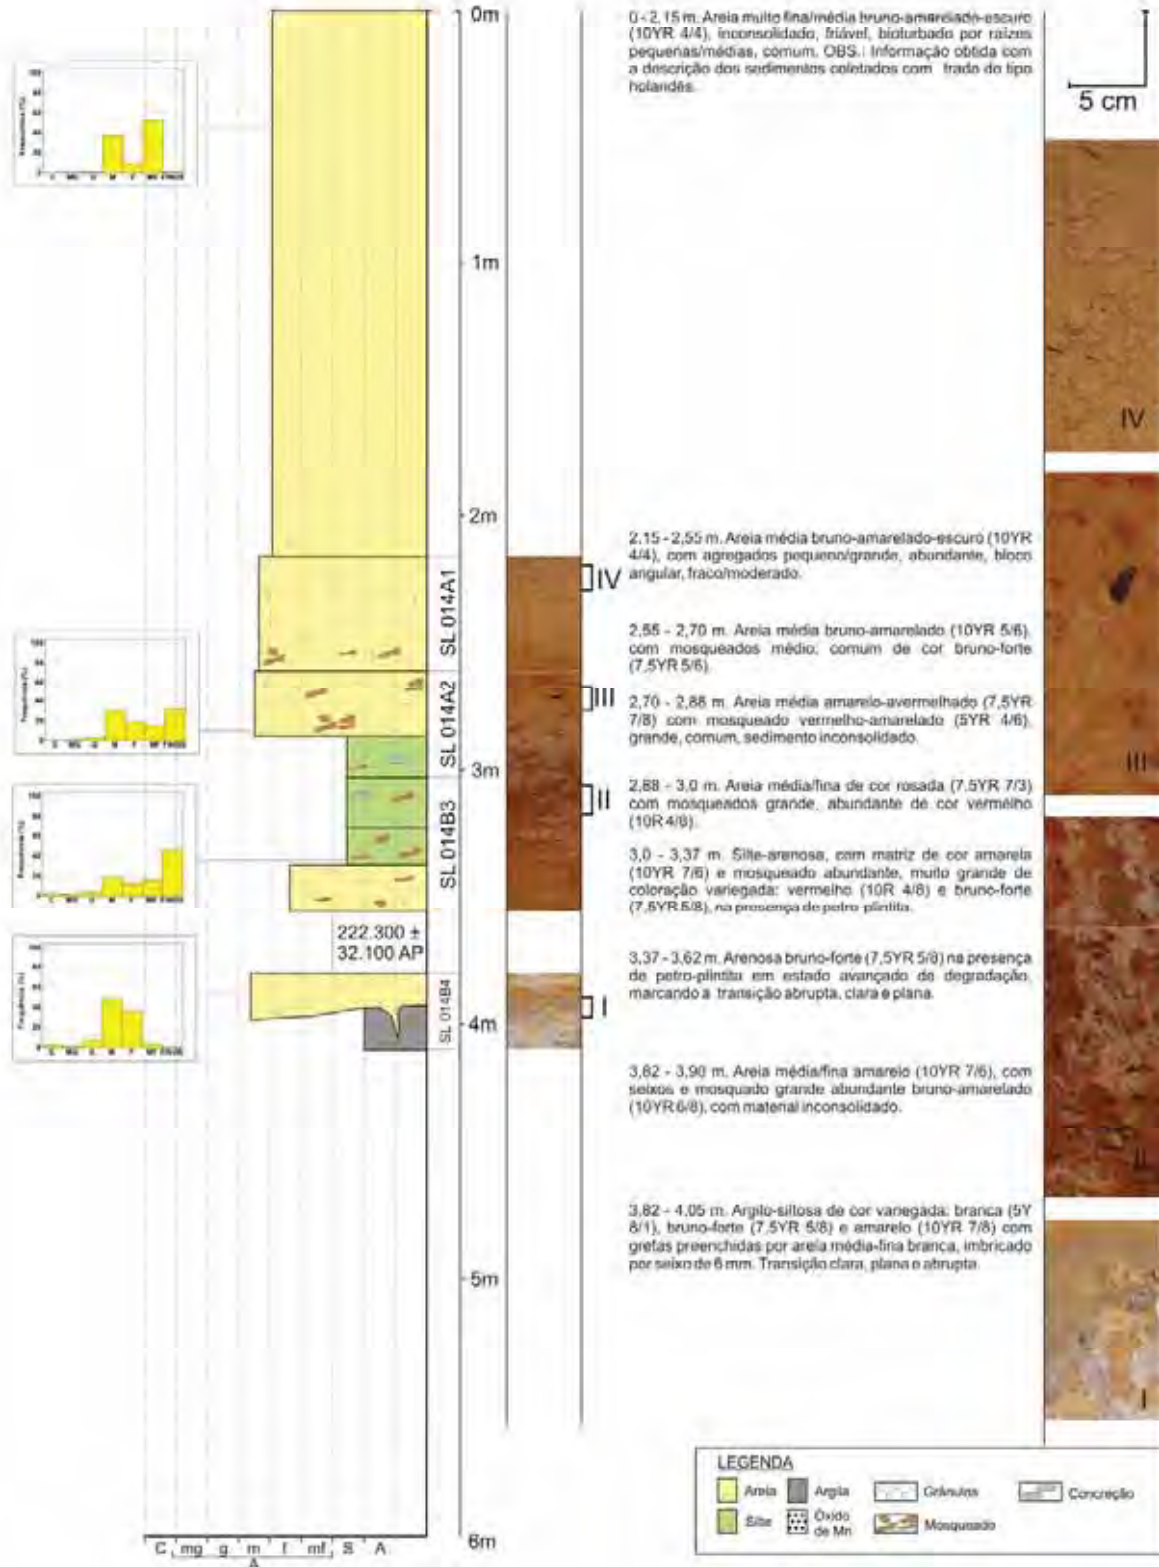 0m
0 - 2,15 m. Areia muito fina/média bruno-amarelado-escuro
(10YR 4/4), inconsolidado, friável, bioturbado por raízes
pequenas/médias, comum. OBS.: Informação obtida com
a descrição dos sedimentos coletados com trado do tipo
holandês.
5 cm
1m
IV
2m
2,15 - 2,55 m. Areia média bruno-amarelado-escuro (10YR
4/4), com agregados pequeno/grande, abundante, bloco
angular, fraco/moderado.
SL 014A1
IV
2,55 - 2,70 m. Areia média bruno-amarelado (10YR 5/6),
com mosqueados médio, comum de cor bruno-forte
(7,5YR 5/6).
SL 014A2
III
2,70 - 2,88 m. Areia média amarelo-avermelhado (7,5YR
7/8) com mosqueado vermelho-amarelado (5YR 4/6),
grande, comum, sedimento inconsolidado.
III
3m
2,88 - 3,0 m. Areia média/fina de cor rosada (7,5YR 7/3)
com mosqueados grande, abundante de cor vermelho
(10R 4/8).
II
SL 014B3
3,0 - 3,37 m. Silte-arenosa, com matriz de cor amarela
(10YR 7/6) e mosqueado abundante, muito grande de
coloração variegada: vermelho (10R 4/8) e bruno-forte
(7,5YR 5/8), na presença de petro-plintita.
222.300 ±
32.100 AP
3,37 - 3,62 m. Arenosa bruno-forte (7,5YR 5/8) na presença
de petro-plintita em estado avançado de degradação,
marcando a transição abrupta, clara e plana.
SL 014B4
I
4m
3,82 - 3,90 m. Areia média/fina amarelo (10YR 7/6), com
seixos e mosquado grande abundante bruno-amarelado
(10YR 6/8), com material inconsolidado.
II
3,82 - 4,05 m. Argilo-siltosa de cor variegada: branca (5Y
8/1), bruno-forte (7,5YR 5/8) e amarelo (10YR 7/8) com
gretas preenchidas por areia média-fina branca, imbricado
por seixo de 6 mm. Transição clara, plana e abrupta.
5m
I
LEGENDA
Areia Argila Grânulos Concreção
Silte Óxido
de Mn Mosqueado
6m
C mg g m f mf S A
A